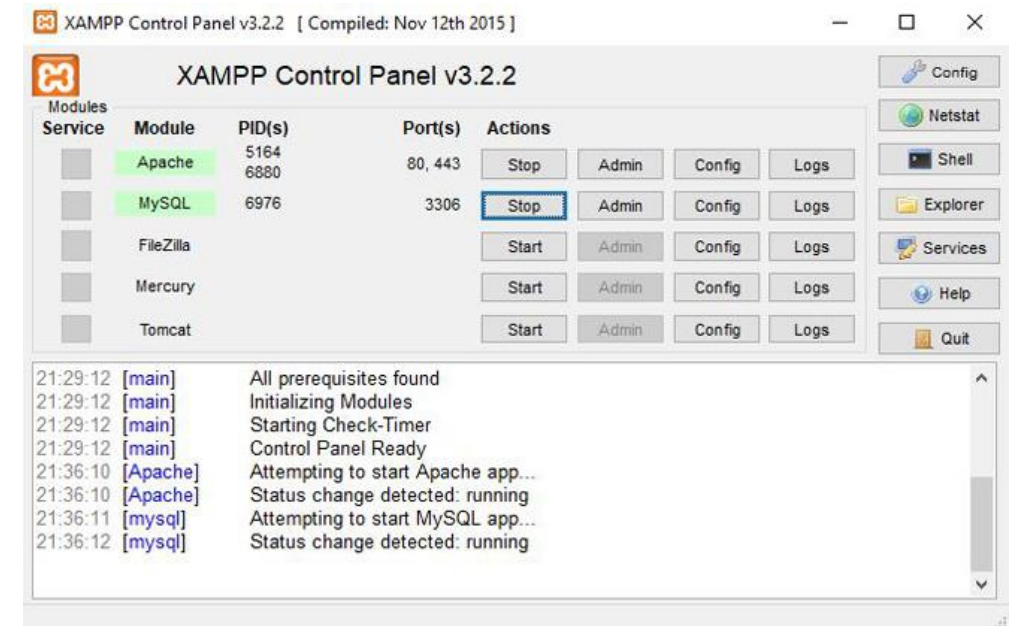 XAMPP Control Panel v3.2.2 [ Compiled: Nov 12th 2015 ]
XAMPP Control Panel v3.2.2
Config
Modules
Service Module PID(s) Port(s) Actions
Netstat
Apache 5164 6880 80, 443 Stop Admin Config Logs
Shell
MySQL 6976 3306 Stop Admin Config Logs
Explorer
FileZilla Start Admin Config Logs
Services
Mercury Start Admin Config Logs
Help
Tomcat Start Admin Config Logs
Quit
21:29:12 [main] All prerequisites found
21:29:12 [main] Initializing Modules
21:29:12 [main] Starting Check-Timer
21:29:12 [main] Control Panel Ready
21:36:10 [Apache] Attempting to start Apache app...
21:36:10 [Apache] Status change detected: running
21:36:11 [mysql] Attempting to start MySQL app...
21:36:12 [mysql] Status change detected: running